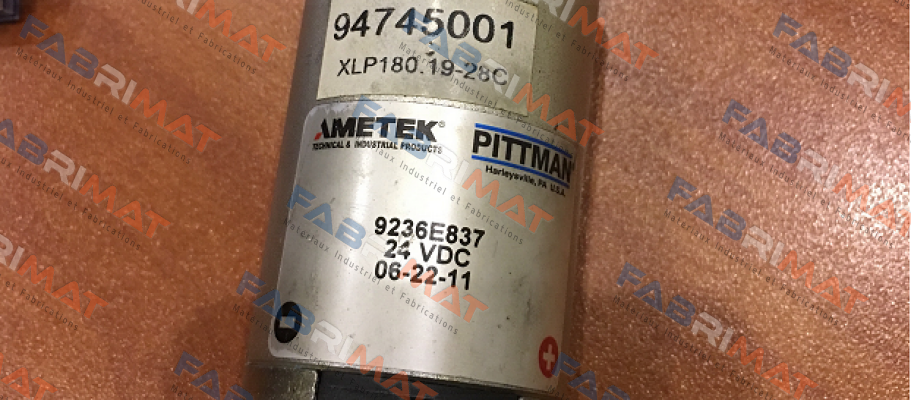 94745001
XLP180.19-28C
AMETEK®
TECHNICAL & INDUSTRIAL PRODUCTS
PITTMAN®
Harleysville, PA U.S.A.
9236E837
24 VDC
06-22-11
FABRIMAT
Materiaux Industriel et Fabrications